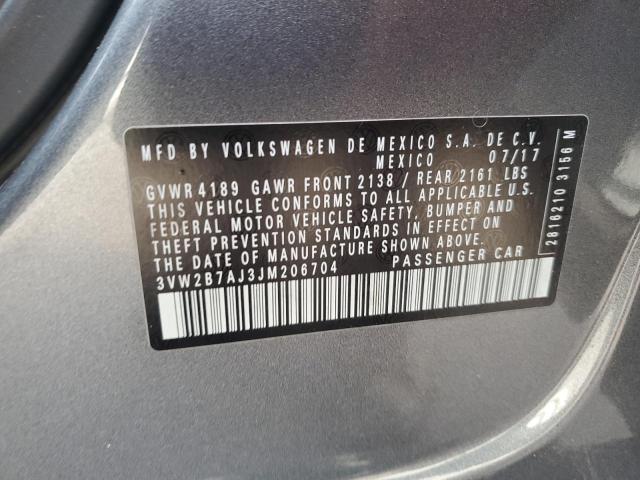 MFD BY VOLKSWAGEN DE MEXICO S.A. DE C.V.
MEXICO 07/17
GVWR 4189 GAWR FRONT 2138 / REAR 2161 LBS
THIS VEHICLE CONFORMS TO ALL APPLICABLE
FEDERAL MOTOR VEHICLE SAFETY, BUMPER AND
THEFT PREVENTION STANDARDS IN EFFECT ON
THE DATE OF MANUFACTURE SHOWN ABOVE.
3VW2B7AJ3JM206704 PASSENGER CAR
2816210 3156 M